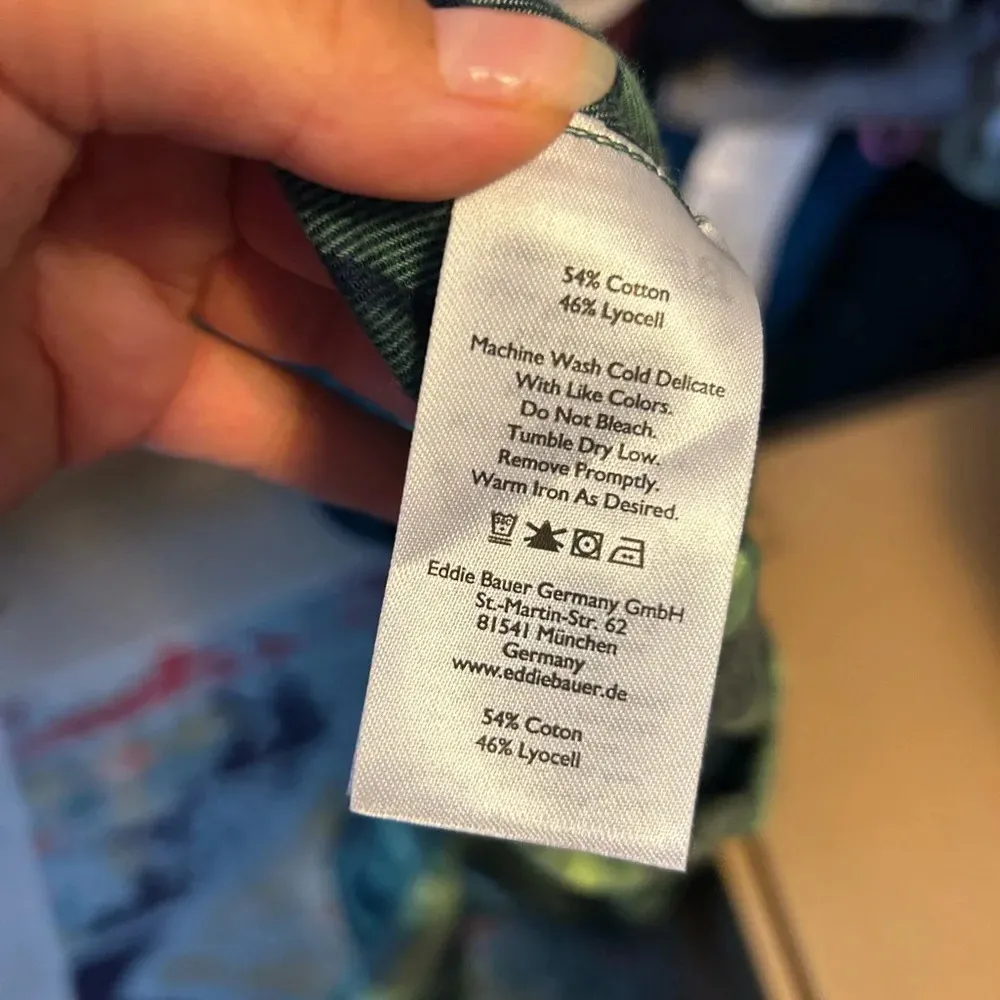 54% Cotton
46% Lyocell
Machine Wash Cold Delicate
With Like Colors.
Do Not Bleach.
Tumble Dry Low.
Remove Promptly.
Warm Iron As Desired.
Eddie Bauer Germany GmbH
St.-Martin-Str. 62
81541 München
Germany
www.eddiebauer.de
54% Coton
46% Lyocell